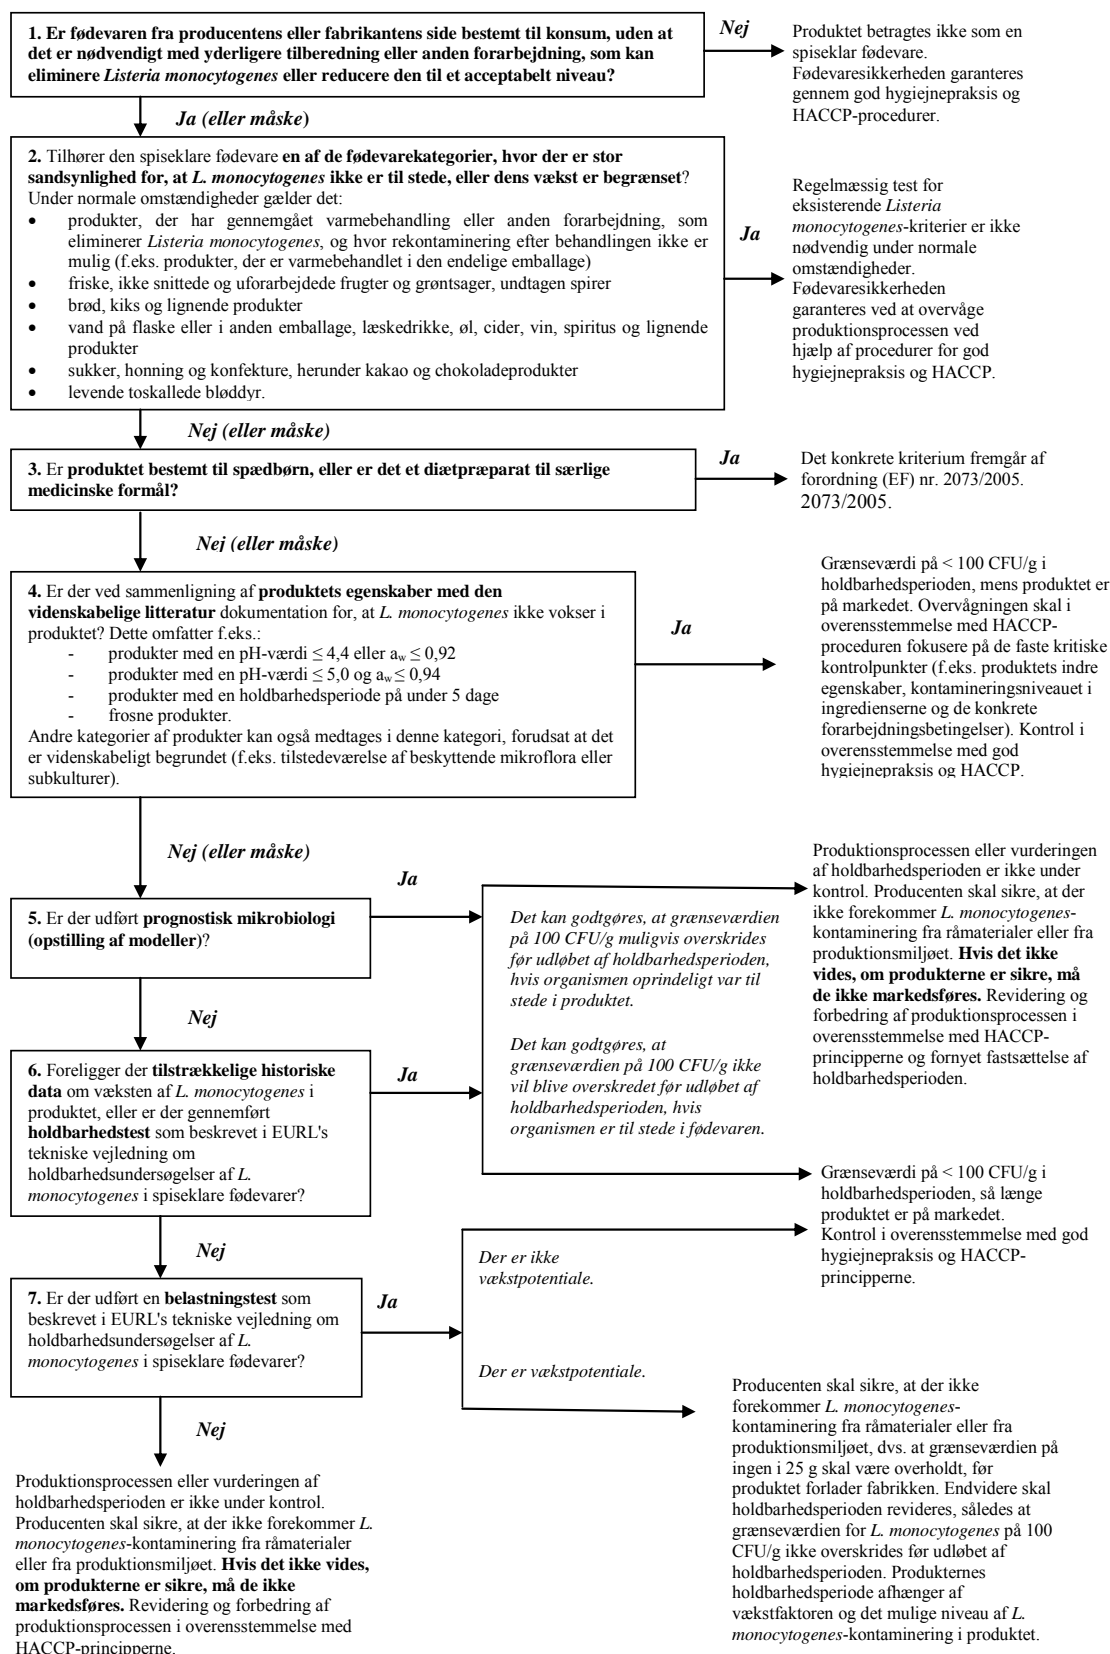 1. Er fødevaren fra producentens eller fabrikantens side bestemt til konsum, uden at
det er nødvendigt med yderligere tilberedning eller anden forarbejdning, som kan
eliminere Listeria monocytogenes eller reducere den til et acceptabelt niveau?
Nej
Produktet betragtes ikke som en
spiseklar fødevare.
Fødevaresikkerheden garanteres
gennem god hygiejnepraksis og
HACCP-procedurer.
Ja (eller måske)
2. Tilhører den spiseklare fødevare en af de fødevarekategorier, hvor der er stor
sandsynlighed for, at L. monocytogenes ikke er til stede, eller dens vækst er begrænset?
Under normale omstændigheder gælder det:
• produkter, der har gennemgået varmebehandling eller anden forarbejdning, som
eliminerer Listeria monocytogenes, og hvor rekontaminering efter behandlingen ikke er
mulig (f.eks. produkter, der er varmebehandlet i den endelige emballage)
• friske, ikke snittede og uforarbejdede frugter og grøntsager, undtagen spirer
• brød, kiks og lignende produkter
• vand på flaske eller i anden emballage, læskedrikke, øl, cider, vin, spiritus og lignende
produkter
• sukker, honning og konfekture, herunder kakao og chokoladeprodukter
• levende toskallede bløddyr.
Ja
Regelmæssig test for
eksisterende Listeria
monocytogenes-kriterier er ikke
nødvendig under normale
omstændigheder.
Fødevaresikkerheden
garanteres ved at overvåge
produktionsprocessen ved
hjælp af procedurer for god
hygiejnepraksis og HACCP.
Nej (eller måske)
3. Er produktet bestemt til spædbørn, eller er det et diætpræparat til særlige
medicinske formål?
Ja
Det konkrete kriterium fremgår af
forordning (EF) nr. 2073/2005.
2073/2005.
Nej (eller måske)
4. Er der ved sammenligning af produktets egenskaber med den
videnskabelige litteratur dokumentation for, at L. monocytogenes ikke vokser i
produktet? Dette omfatter f.eks.:
- produkter med en pH-værdi ≤ 4,4 eller aw ≤ 0,92
- produkter med en pH-værdi ≤ 5,0 og aw ≤ 0,94
- produkter med en holdbarhedsperiode på under 5 dage
- frosne produkter.
Andre kategorier af produkter kan også medtages i denne kategori, forudsat at det
er videnskabeligt begrundet (f.eks. tilstedeværelse af beskyttende mikroflora eller
subkulturer).
Ja
Grænseværdi på < 100 CFU/g i
holdbarhedsperioden, mens produktet er
på markedet. Overvågningen skal i
overensstemmelse med HACCP-
proceduren fokusere på de faste kritiske
kontrolpunkter (f.eks. produktets indre
egenskaber, kontamineringsniveauet i
ingredienserne og de konkrete
forarbejdningsbetingelser). Kontrol i
overensstemmelse med god
hygiejnepraksis og HACCP.
Nej (eller måske)
5. Er der udført prognostisk mikrobiologi
(opstilling af modeller)?
Ja
Det kan godtgøres, at grænseværdien
på 100 CFU/g muligvis overskrides
før udløbet af holdbarhedsperioden,
hvis organismen oprindeligt var til
stede i produktet.
Produktionsprocessen eller vurderingen
af holdbarhedsperioden er ikke under
kontrol. Producenten skal sikre, at der
ikke forekommer L. monocytogenes-
kontaminering fra råmaterialer eller fra
produktionsmiljøet. Hvis det ikke
vides, om produkterne er sikre, må
de ikke markedsføres. Revidering og
forbedring af produktionsprocessen i
overensstemmelse med HACCP-
principperne og fornyet fastsættelse af
holdbarhedsperioden.
Nej
6. Foreligger der tilstrækkelige historiske
data om væksten af L. monocytogenes i
produktet, eller er der gennemført
holdbarhedstest som beskrevet i EURL's
tekniske vejledning om
holdbarhedsundersøgelser af L.
monocytogenes i spiseklare fødevarer?
Ja
Det kan godtgøres, at
grænseværdien på 100 CFU/g ikke
vil blive overskredet før udløbet af
holdbarhedsperioden, hvis
organismen er til stede i fødevaren.
Grænseværdi på < 100 CFU/g i
holdbarhedsperioden, så længe
produktet er på markedet.
Kontrol i overensstemmelse med god
hygiejnepraksis og HACCP-
principperne.
Nej
7. Er der udført en belastningstest som
beskrevet i EURL's tekniske vejledning om
holdbarhedsundersøgelser af L.
monocytogenes i spiseklare fødevarer?
Ja
Der er ikke
vækstpotentiale.
Der er vækstpotentiale.
Producenten skal sikre, at der ikke
forekommer L. monocytogenes-
kontaminering fra råmaterialer eller fra
produktionsmiljøet, dvs. at grænseværdien på
ingen i 25 g skal være overholdt, før
produktet forlader fabrikken. Endvidere skal
holdbarhedsperioden revideres, således at
grænseværdien for L. monocytogenes på 100
CFU/g ikke overskrides før udløbet af
holdbarhedsperioden. Produkternes
holdbarhedsperiode afhænger af
vækstfaktoren og det mulige niveau af L.
monocytogenes-kontaminering i produktet.
Nej
Produktionsprocessen eller vurderingen af
holdbarhedsperioden er ikke under kontrol.
Producenten skal sikre, at der ikke forekommer L.
monocytogenes-kontaminering fra råmaterialer
eller fra produktionsmiljøet. Hvis det ikke vides,
om produkterne er sikre, må de ikke
markedsføres. Revidering og forbedring af
produktionsprocessen i overensstemmelse med
HACCP-principperne.